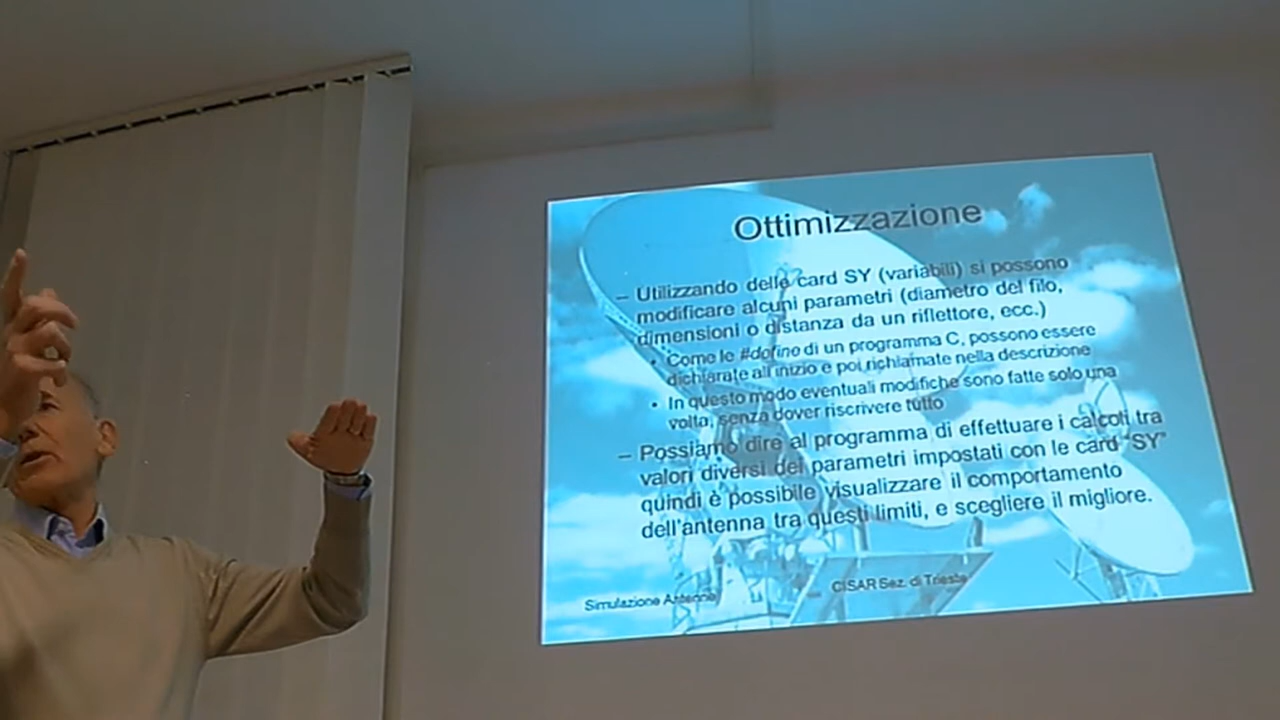 Ottimizzazione
– Utilizzando delle card SY (variabili) si possono
modificare alcuni parametri (diametro del filo,
dimensioni o distanza da un riflettore, ecc.)
• Come le #define di un programma C, possono essere
dichiarate all'inizio e poi richiamate nella descrizione
• In questo modo eventuali modifiche sono fatte solo una
volta, senza dover riscrivere tutto
– Possiamo dire al programma di effettuare i calcoli tra
valori diversi dei parametri impostati con le card "SY"
quindi è possibile visualizzare il comportamento
dell'antenna tra questi limiti, e scegliere il migliore.
Simulazione Antenne
CISAR Sez. di Trieste